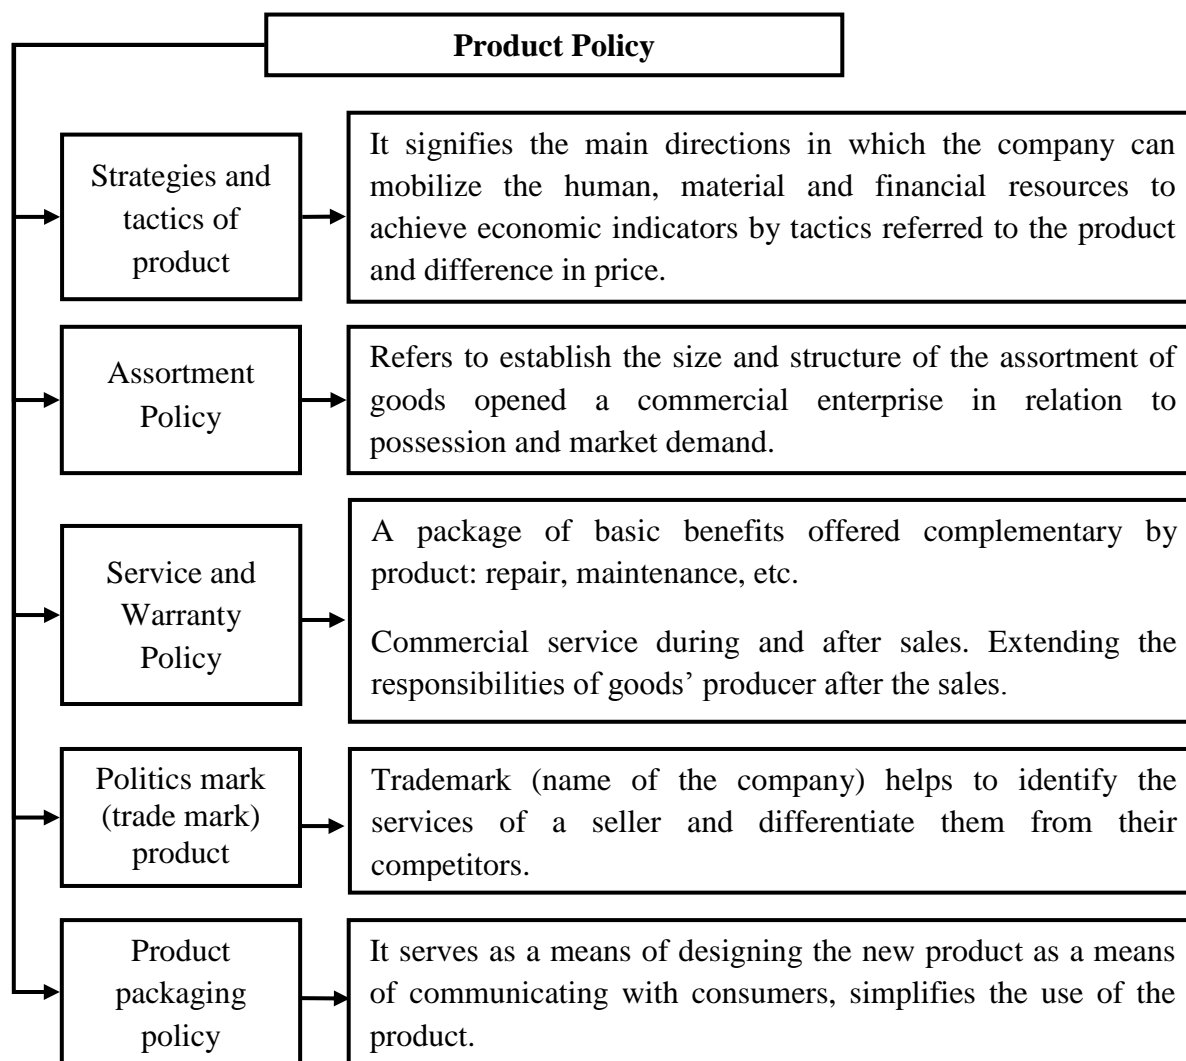 Product Policy
Strategies and
tactics of
product
It signifies the main directions in which the company can
mobilize the human, material and financial resources to
achieve economic indicators by tactics referred to the product
and difference in price.
Assortment
Policy
Refers to establish the size and structure of the assortment of
goods opened a commercial enterprise in relation to
possession and market demand.
Service and
Warranty
Policy
A package of basic benefits offered complementary by
product: repair, maintenance, etc.
Commercial service during and after sales. Extending the
responsibilities of goods’ producer after the sales.
Politics mark
(trade mark)
product
Trademark (name of the company) helps to identify the
services of a seller and differentiate them from their
competitors.
Product
packaging
policy
It serves as a means of designing the new product as a means
of communicating with consumers, simplifies the use of the
product.